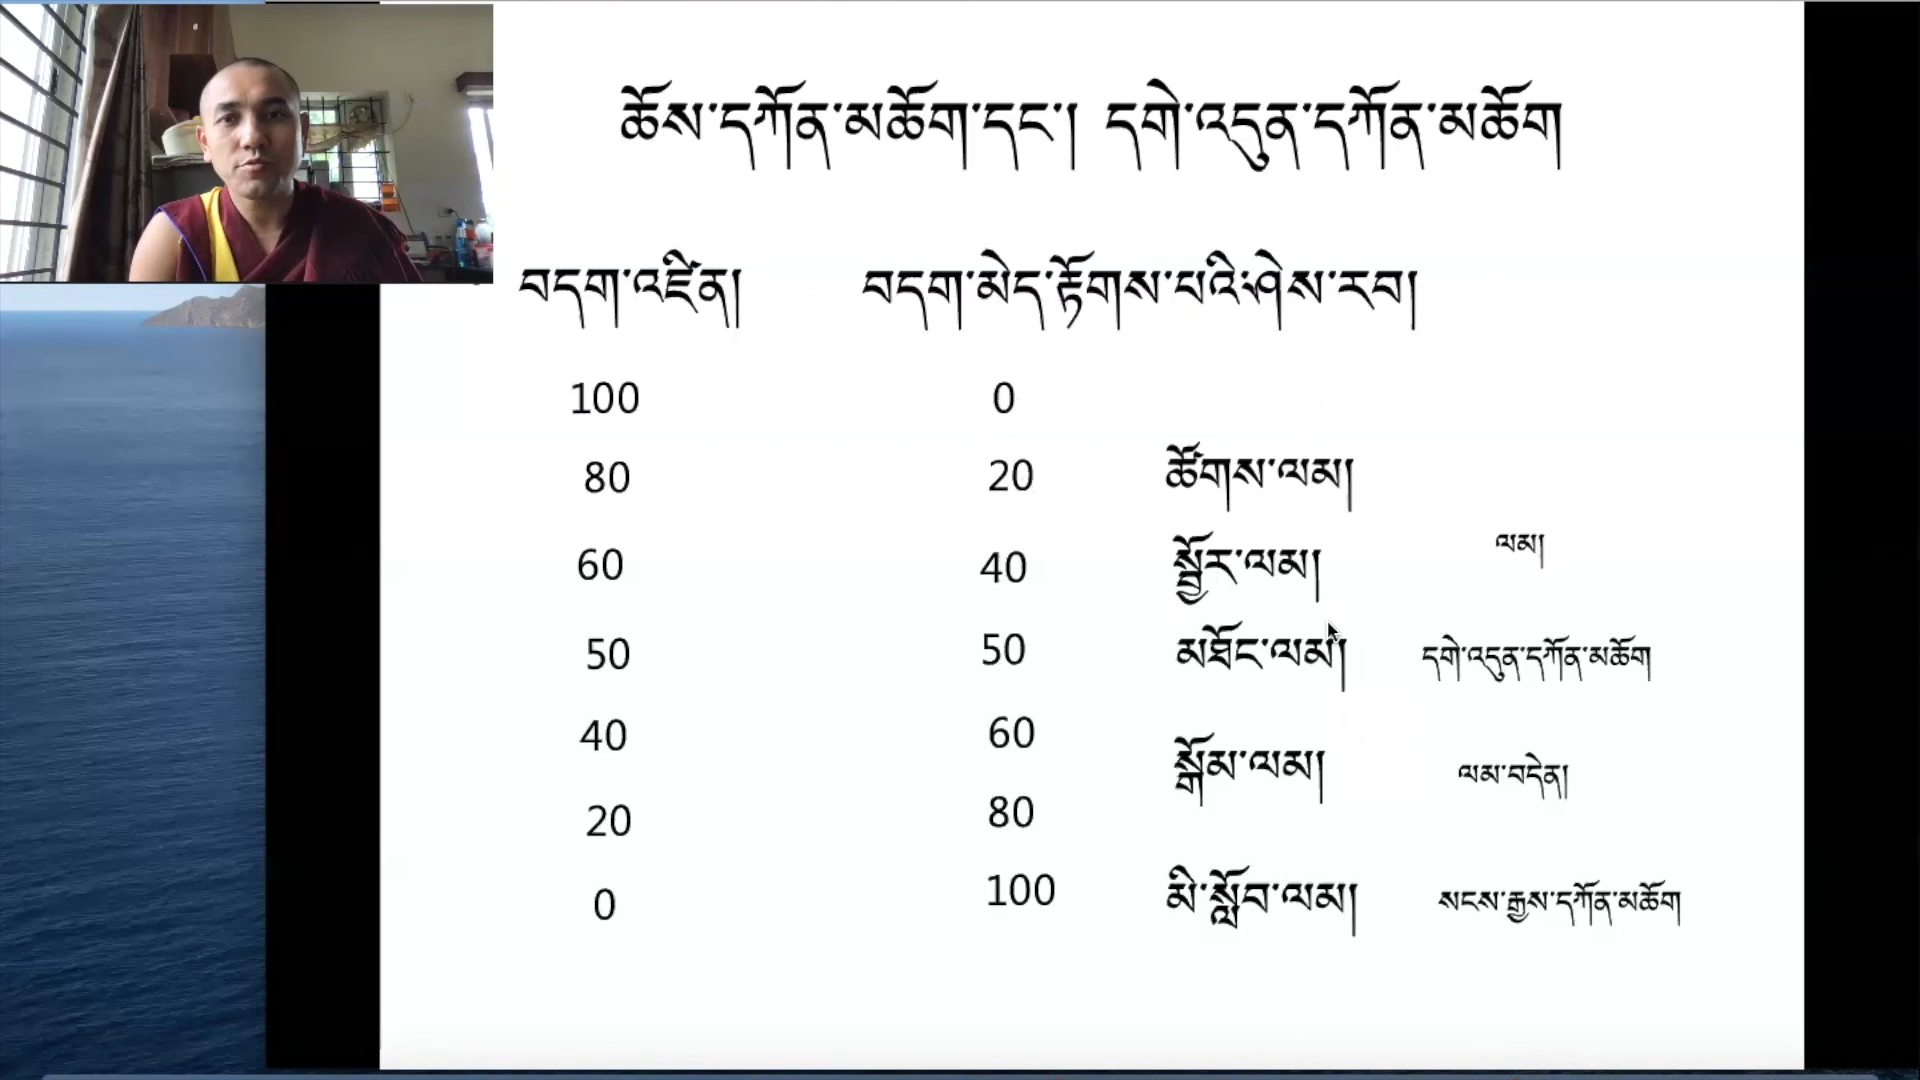 ཆོས་དཀོན་མཆོག་དང་། དགེ་འདུན་དཀོན་མཆོག
བདག་འཛིན། བདག་མེད་རྟོགས་པའི་ཤེས་རབ།
100 0
80 20 ཚོགས་ལམ།
60 40 སྦྱོར་ལམ། ལམ།
50 50 མཐོང་ལམ། དགེ་འདུན་དཀོན་མཆོག
40 60 སྒོམ་ལམ། ལམ་བདེན།
20 80
0 100 མི་སློབ་ལམ། སངས་རྒྱས་དཀོན་མཆོག